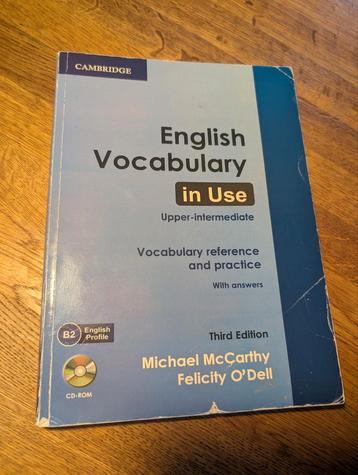 CAMBRIDGE
English
Vocabulary
in Use
Upper-intermediate
Vocabulary reference
and practice
With answers
B2 English
Profile
Third Edition
Michael McCarthy
Felicity O'Dell
CD-ROM